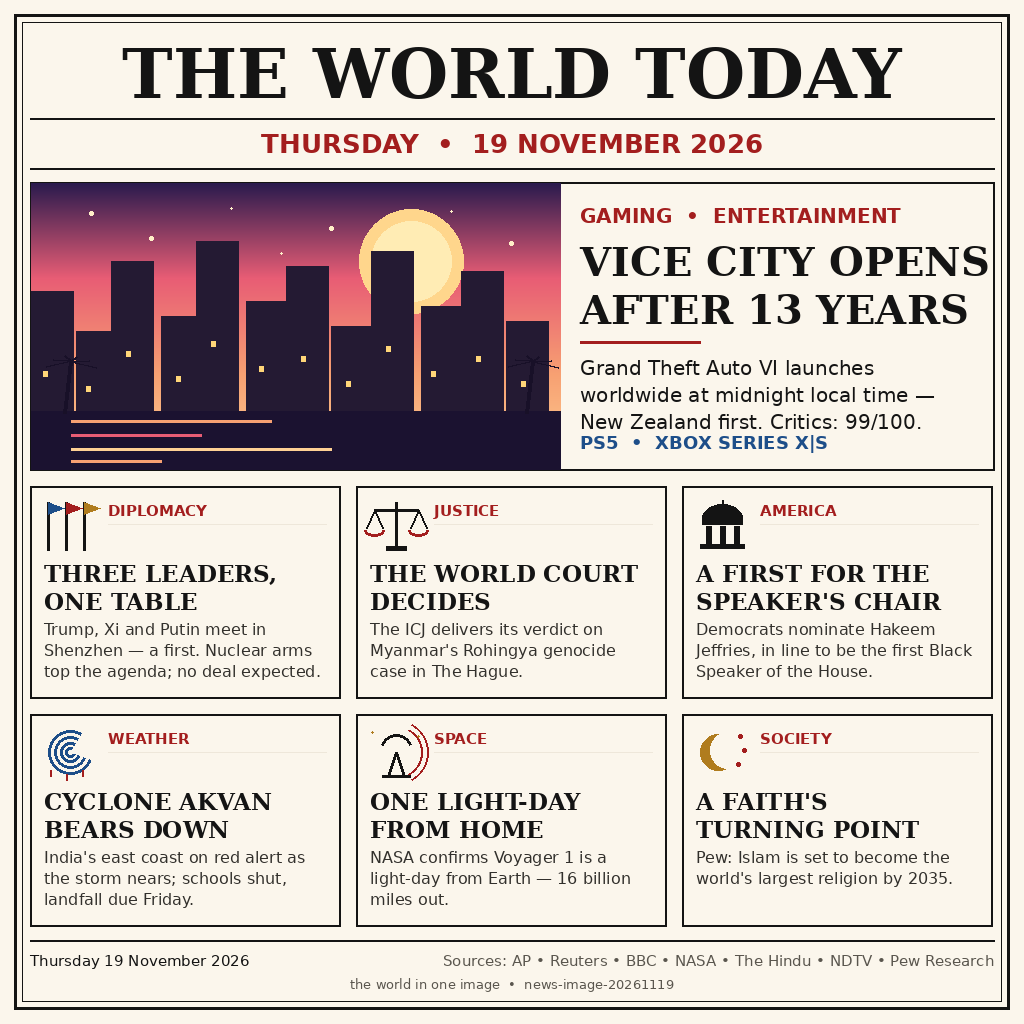 THE WORLD TODAY
THURSDAY • 19 NOVEMBER 2026
GAMING • ENTERTAINMENT
VICE CITY OPENS
AFTER 13 YEARS
Grand Theft Auto VI launches
worldwide at midnight local time —
New Zealand first. Critics: 99/100.
PS5 • XBOX SERIES X|S
DIPLOMACY
THREE LEADERS,
ONE TABLE
Trump, Xi and Putin meet in
Shenzhen — a first. Nuclear arms
top the agenda; no deal expected.
JUSTICE
THE WORLD COURT
DECIDES
The ICJ delivers its verdict on
Myanmar's Rohingya genocide
case in The Hague.
AMERICA
A FIRST FOR THE
SPEAKER'S CHAIR
Democrats nominate Hakeem
Jeffries, in line to be the first Black
Speaker of the House.
WEATHER
CYCLONE AKVAN
BEARS DOWN
India's east coast on red alert as
the storm nears; schools shut,
landfall due Friday.
SPACE
ONE LIGHT-DAY
FROM HOME
NASA confirms Voyager 1 is a
light-day from Earth — 16 billion
miles out.
SOCIETY
A FAITH'S
TURNING POINT
Pew: Islam is set to become the
world's largest religion by 2035.
Thursday 19 November 2026
Sources: AP • Reuters • BBC • NASA • The Hindu • NDTV • Pew Research
the world in one image • news-image-20261119